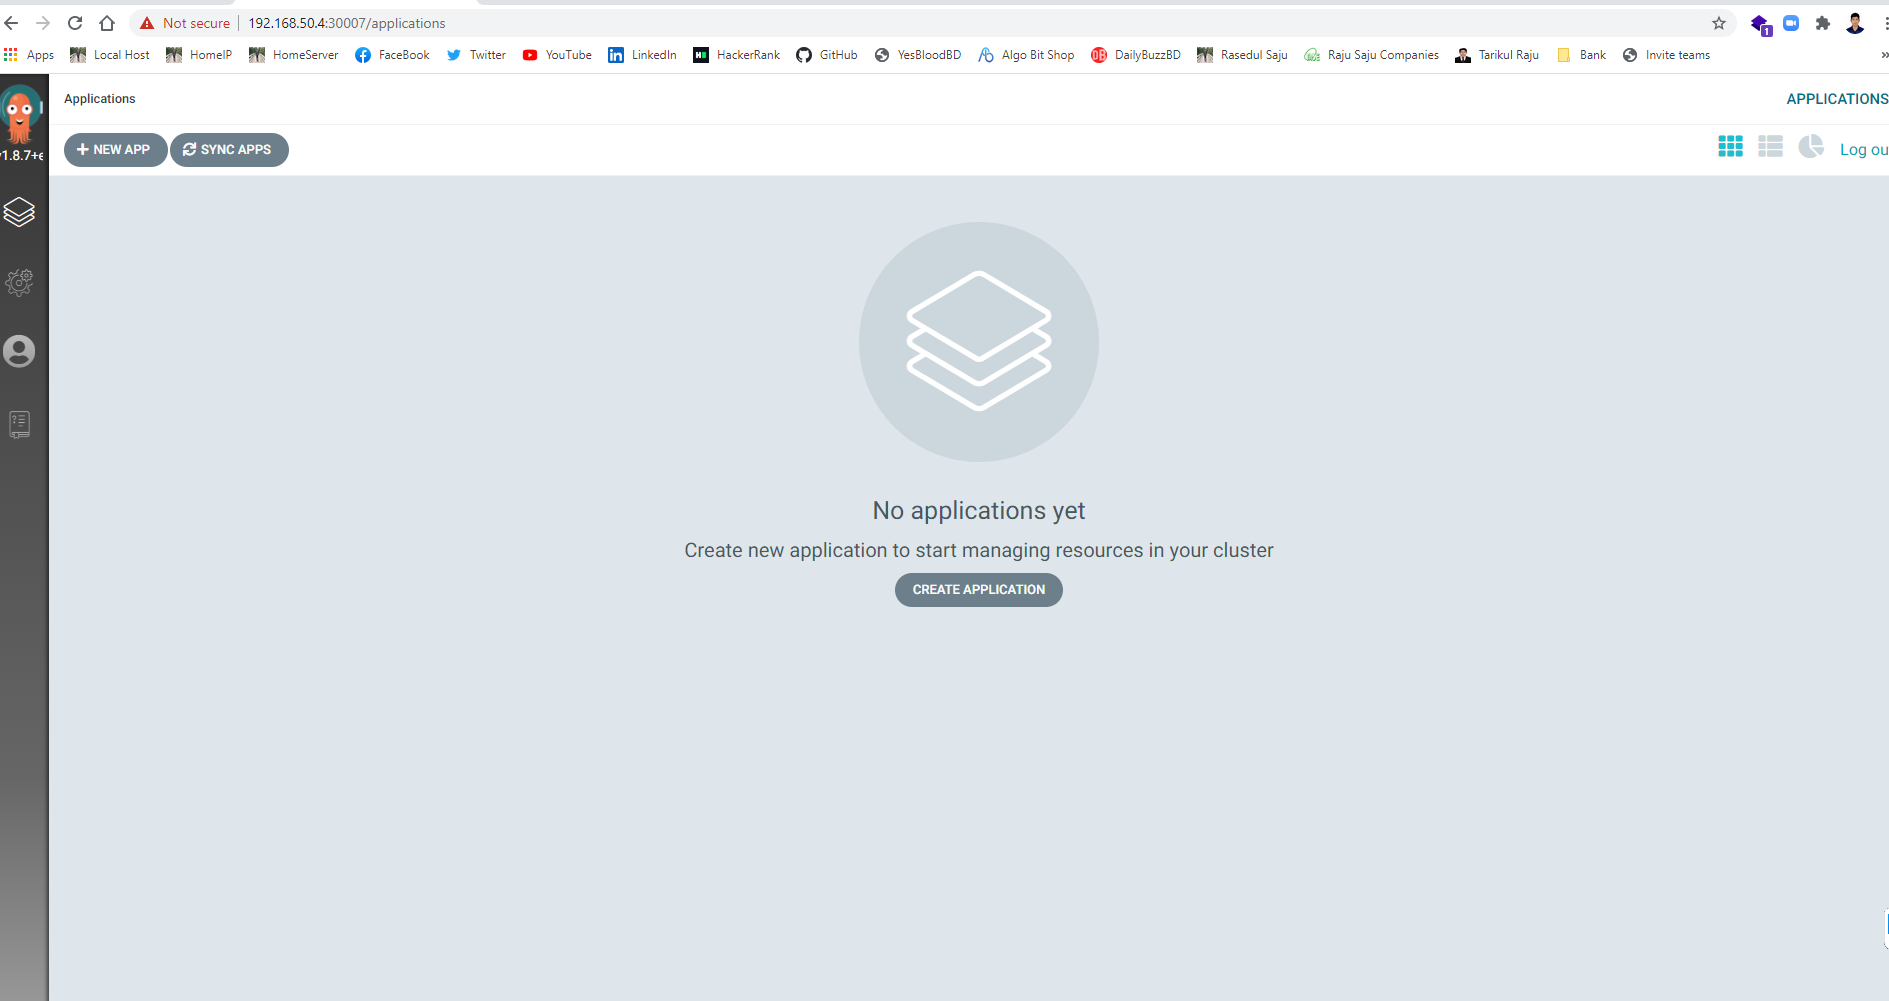 Not secure 192.168.50.4:30007/applications
1
Apps Local Host HomeIP HomeServer FaceBook Twitter YouTube LinkedIn HackerRank GitHub YesBloodBD Algo Bit Shop DailyBuzzBD Rasedul Saju Raju Saju Companies Tarikul Raju Bank Invite teams »
Applications APPLICATIONS
NEW APP SYNC APPS Log ou
1.8.7+e
No applications yet
Create new application to start managing resources in your cluster
CREATE APPLICATION